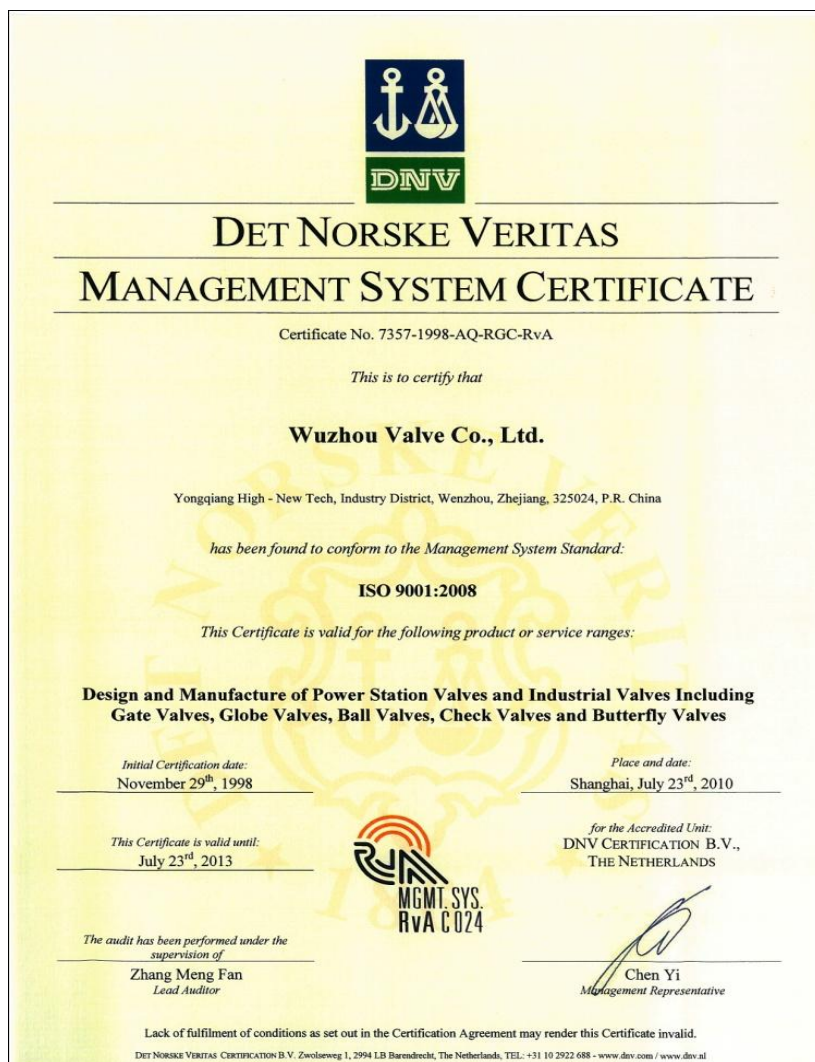 DNV
DET NORSKE VERITAS
MANAGEMENT SYSTEM CERTIFICATE
Certificate No. 7357-1998-AQ-RGC-RvA
This is to certify that
Wuzhou Valve Co., Ltd.
Yongqiang High - New Tech, Industry District, Wenzhou, Zhejiang, 325024, P.R. China
has been found to conform to the Management System Standard:
ISO 9001:2008
This Certificate is valid for the following product or service ranges:
Design and Manufacture of Power Station Valves and Industrial Valves Including
Gate Valves, Globe Valves, Ball Valves, Check Valves and Butterfly Valves
Initial Certification date:
November 29th, 1998
Place and date:
Shanghai, July 23rd, 2010
This Certificate is valid until:
July 23rd, 2013
for the Accredited Unit:
DNV CERTIFICATION B.V.,
THE NETHERLANDS
RvA
MGMT. SYS.
RvA C 024
The audit has been performed under the
supervision of
Zhang Meng Fan
Lead Auditor
Chen Yi
Management Representative
Lack of fulfilment of conditions as set out in the Certification Agreement may render this Certificate invalid.
DET NORSKE VERITAS CERTIFICATION B.V. Zwolseweg 1, 2994 LB Barendrecht, The Netherlands, TEL: +31 10 2922 688 - www.dnv.com / www.dnv.nl
DET NORSKE VERITAS